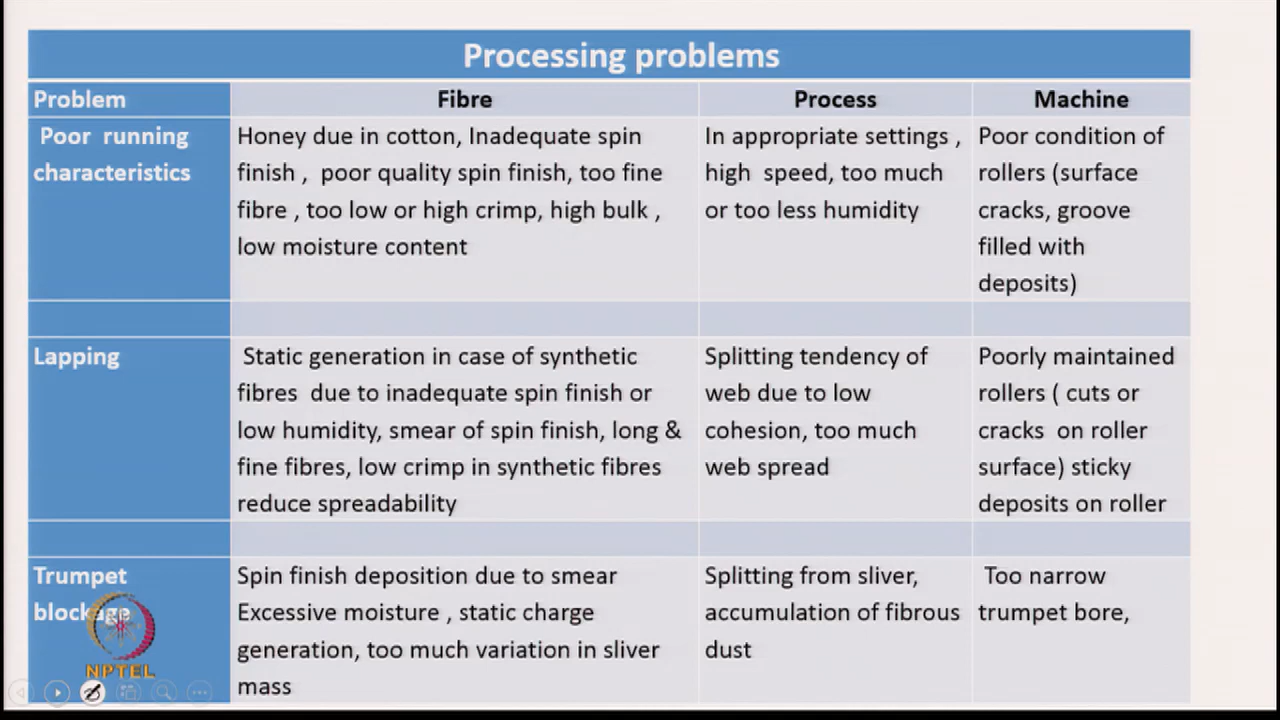 Processing problems
Problem Fibre Process Machine
Poor running characteristics
Honey due in cotton, Inadequate spin
finish , poor quality spin finish, too fine
fibre , too low or high crimp, high bulk ,
low moisture content
In appropriate settings ,
high speed, too much
or too less humidity
Poor condition of
rollers (surface
cracks, groove
filled with
deposits)
Lapping
Static generation in case of synthetic
fibres due to inadequate spin finish or
low humidity, smear of spin finish, long &
fine fibres, low crimp in synthetic fibres
reduce spreadability
Splitting tendency of
web due to low
cohesion, too much
web spread
Poorly maintained
rollers ( cuts or
cracks on roller
surface) sticky
deposits on roller
Trumpet
blockage
Spin finish deposition due to smear
Excessive moisture , static charge
generation, too much variation in sliver
mass
Splitting from sliver,
accumulation of fibrous
dust
Too narrow
trumpet bore,
NPTEL